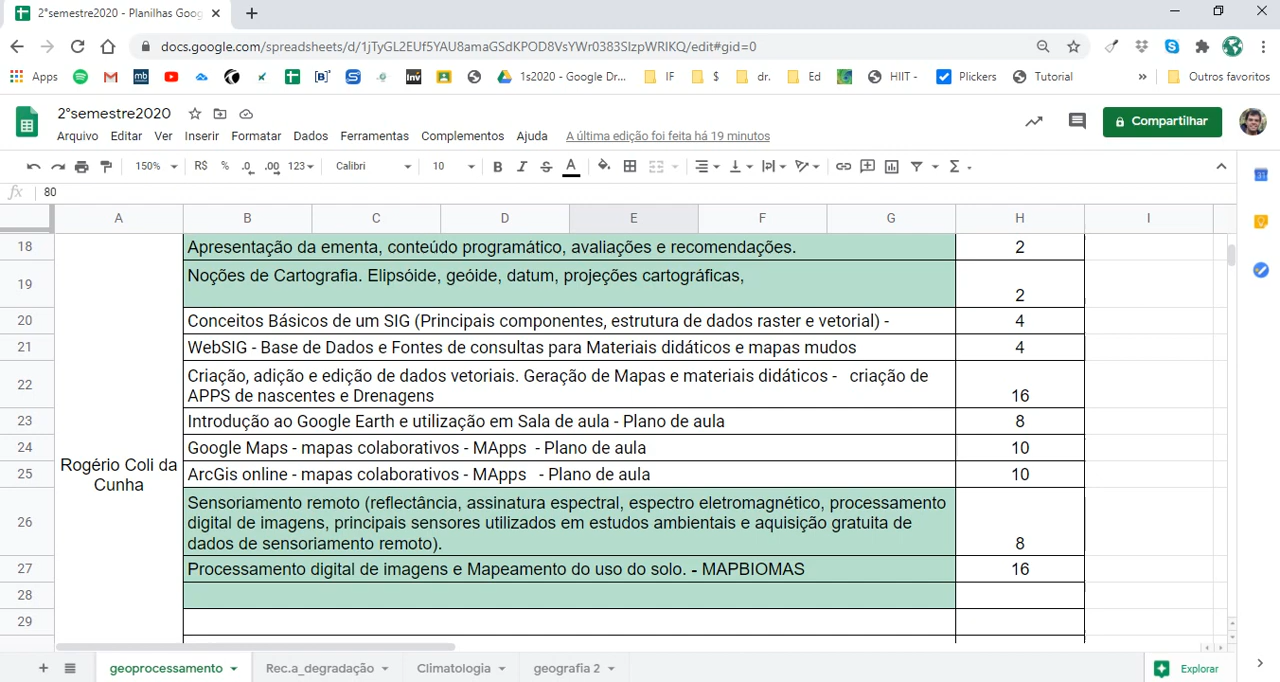 2°semestre2020 - Planilhas Goog
docs.google.com/spreadsheets/d/1jTyGL2EUf5YAU8amaGSdKPOD8VsYWr0383SlzpWRlKQ/edit#gid=0
Apps
mb
Inv
1s2020 - Google Dr...
IF
$
dr.
Ed
HIIT -
Plickers
Tutorial
»
Outros favoritos
2°semestre2020
Arquivo Editar Ver Inserir Formatar Dados Ferramentas Complementos Ajuda A última edição foi feita há 19 minutos
Compartilhar
150% R$ % .0 .00 123 Calibri 10 B I S A Σ
fx 80
A B C D E F G H I
18 Apresentação da ementa, conteúdo programático, avaliações e recomendações. 2
19 Noções de Cartografia. Elipsóide, geóide, datum, projeções cartográficas, 2
20 Conceitos Básicos de um SIG (Principais componentes, estrutura de dados raster e vetorial) - 4
21 WebSIG - Base de Dados e Fontes de consultas para Materiais didáticos e mapas mudos 4
22 Criação, adição e edição de dados vetoriais. Geração de Mapas e materiais didáticos - criação de
APPS de nascentes e Drenagens 16
23 Introdução ao Google Earth e utilização em Sala de aula - Plano de aula 8
24 Google Maps - mapas colaborativos - MApps - Plano de aula 10
25 ArcGis online - mapas colaborativos - MApps - Plano de aula 10
Rogério Coli da
Cunha
26 Sensoriamento remoto (reflectância, assinatura espectral, espectro eletromagnético, processamento
digital de imagens, principais sensores utilizados em estudos ambientais e aquisição gratuita de
dados de sensoriamento remoto). 8
27 Processamento digital de imagens e Mapeamento do uso do solo. - MAPBIOMAS 16
28
29
geoprocessamento Rec.a_degradação Climatologia geografia 2 Explorar